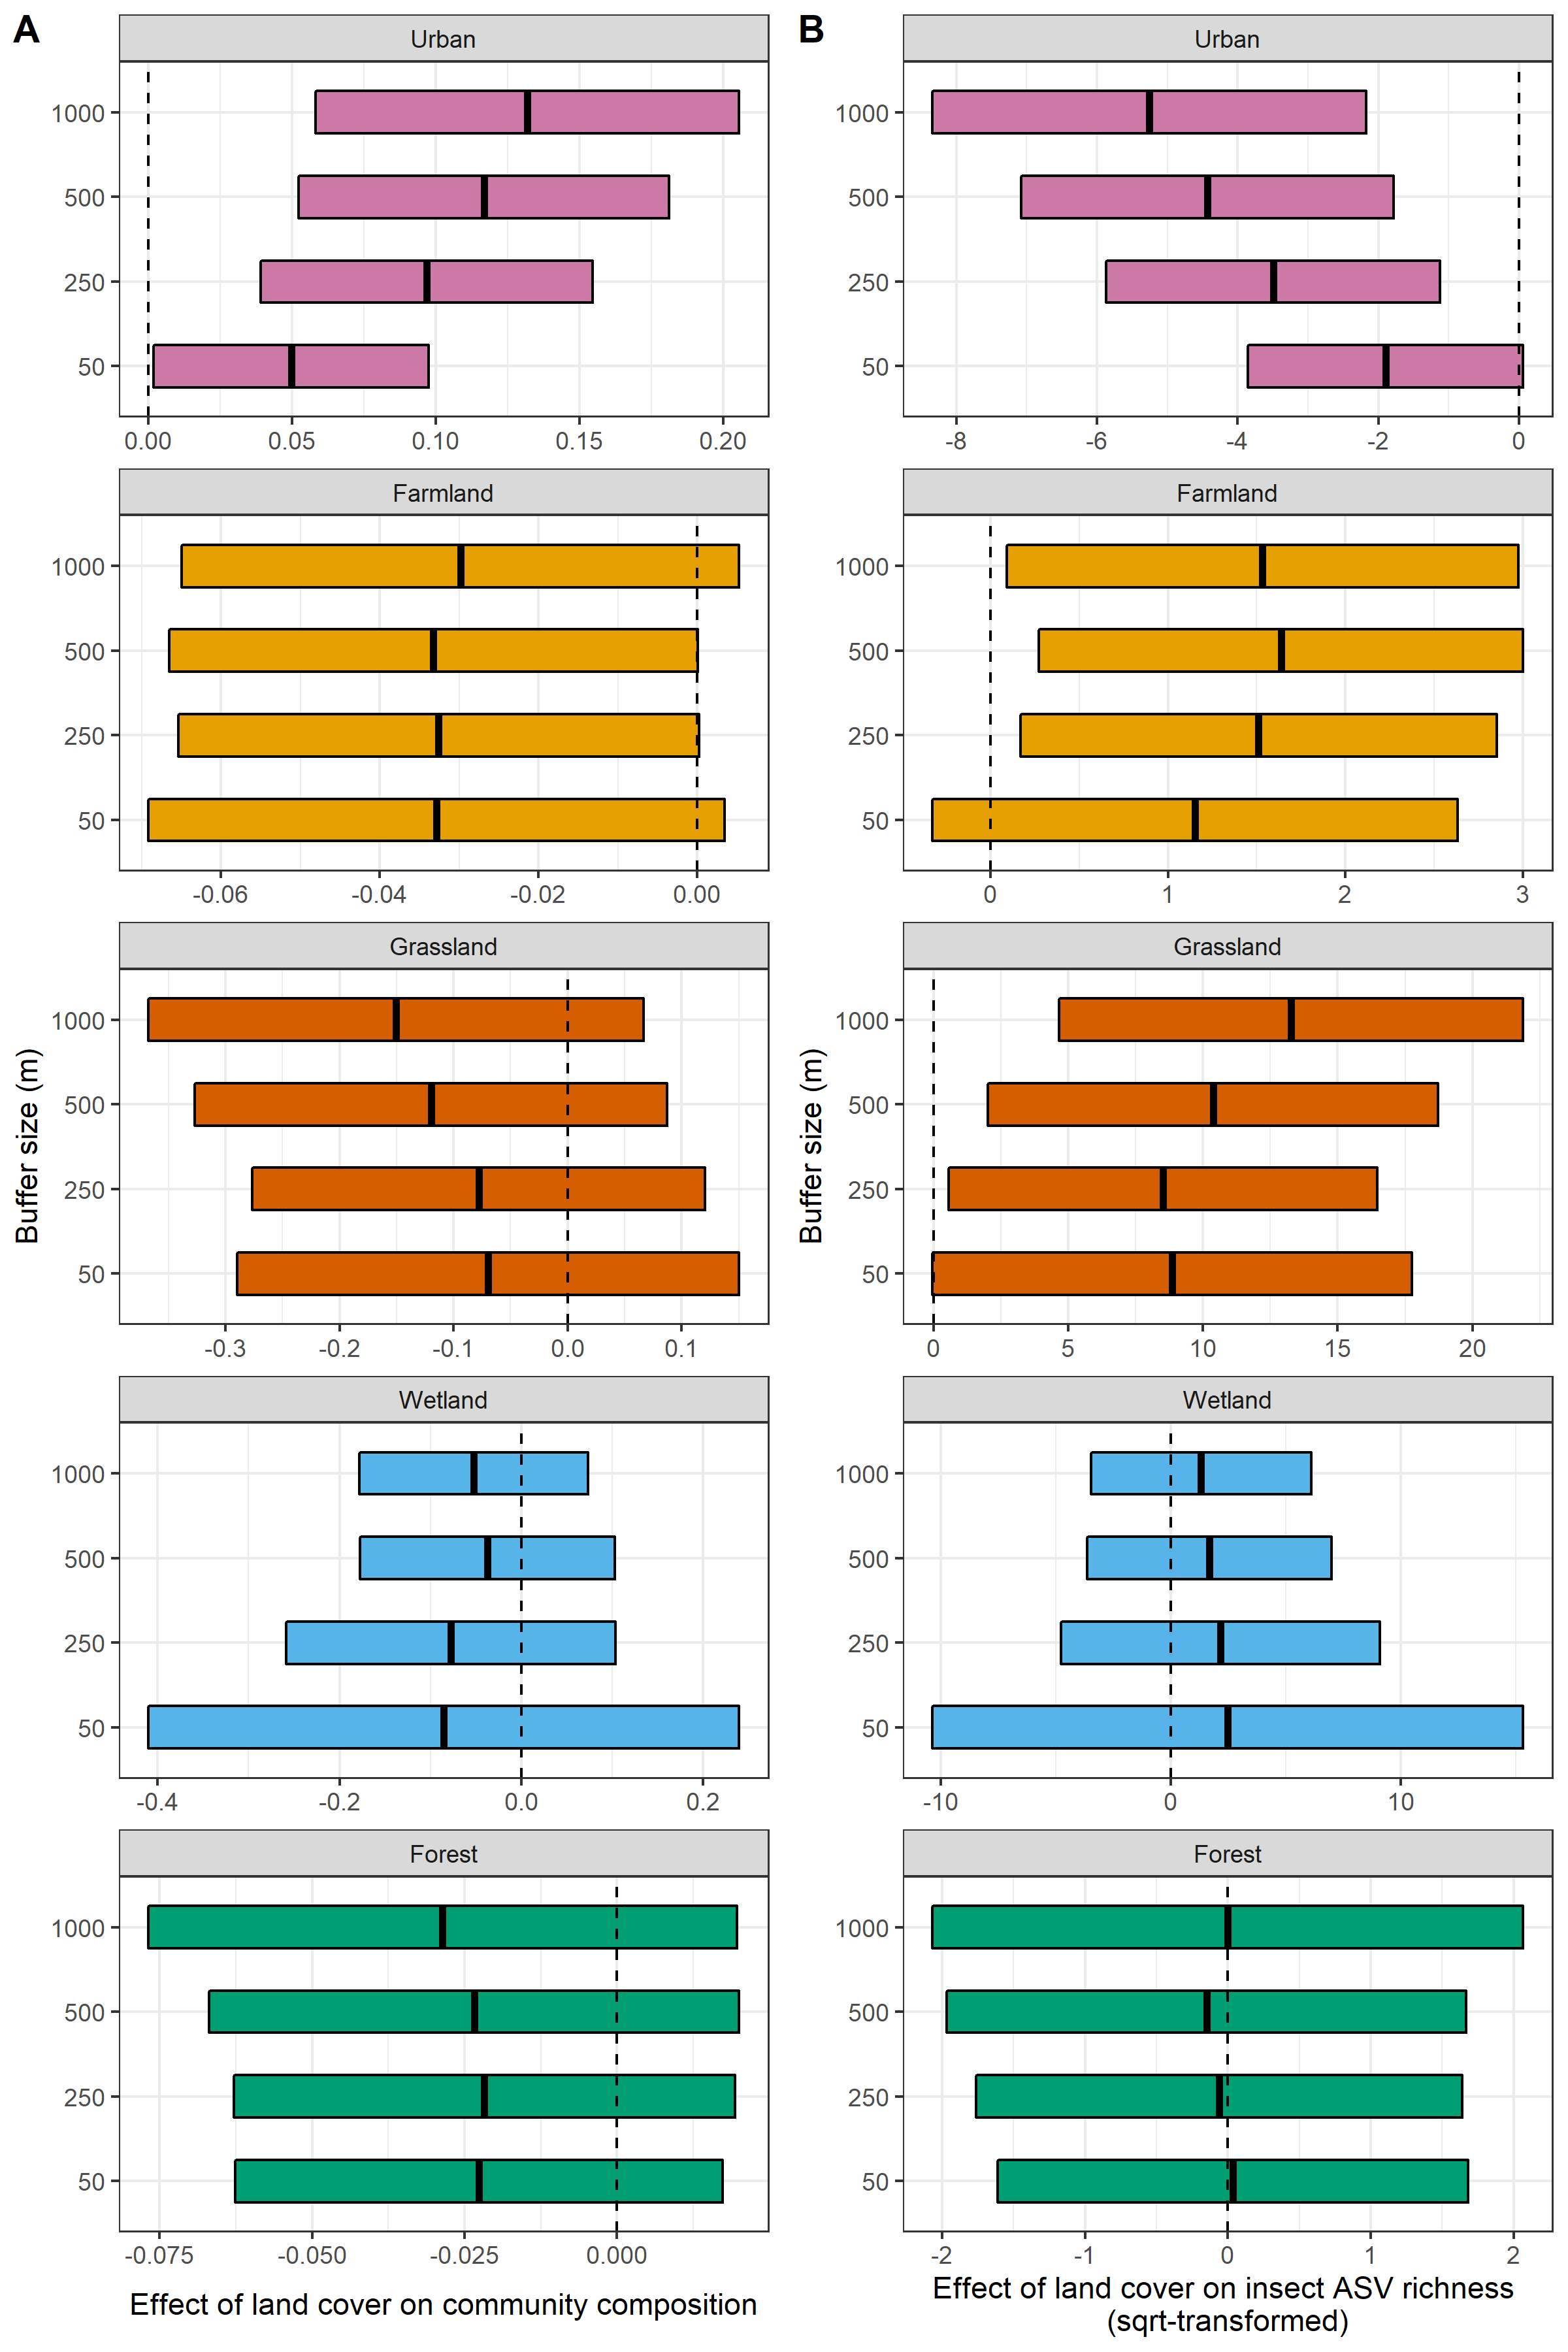 A
Urban
1000
500
250
50
0.00 0.05 0.10 0.15 0.20
Farmland
1000
500
250
50
-0.06 -0.04 -0.02 0.00
Grassland
1000
500
250
50
-0.3 -0.2 -0.1 0.0 0.1
Wetland
1000
500
250
50
-0.4 -0.2 0.0 0.2
Forest
1000
500
250
50
-0.075 -0.050 -0.025 0.000
Buffer size (m)
Effect of land cover on community composition
B
Urban
1000
500
250
50
-8 -6 -4 -2 0
Farmland
1000
500
250
50
0 1 2 3
Grassland
1000
500
250
50
0 5 10 15 20
Wetland
1000
500
250
50
-10 0 10
Forest
1000
500
250
50
-2 -1 0 1 2
Buffer size (m)
Effect of land cover on insect ASV richness
(sqrt-transformed)